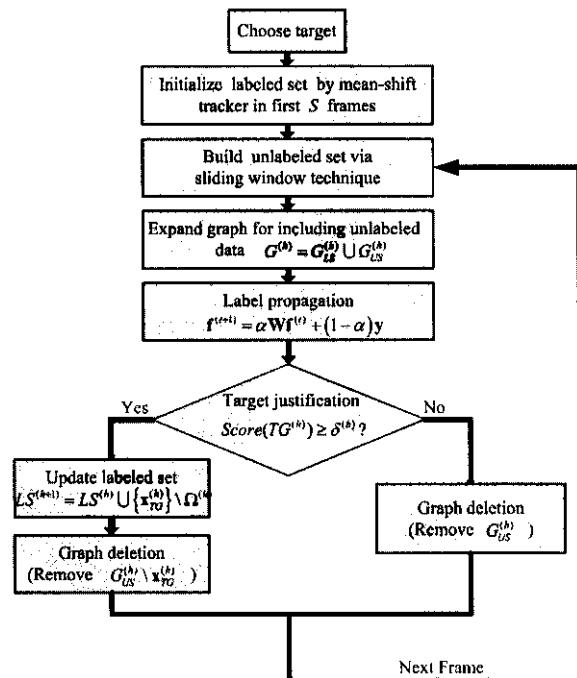 Choose target
Initialize labeled set by mean-shift
tracker in first S frames
Build unlabeled set via
sliding window technique
Expand graph for including unlabeled
data G^(h) = G_LS^(h) ∪ G_US^(h)
Label propagation
f^(t+1) = αWf^(t) + (1−α)y
Target justification
Score(TG^(h)) ≥ δ^(h)?
Yes
No
Update labeled set
LS^(h+1) = LS^(h) ∪ {x_TG^(h)} \ Ω^(h
Graph deletion
(Remove G_US^(h) \ x_TG^(h) )
Graph deletion
(Remove G_US^(h) )
Next Frame